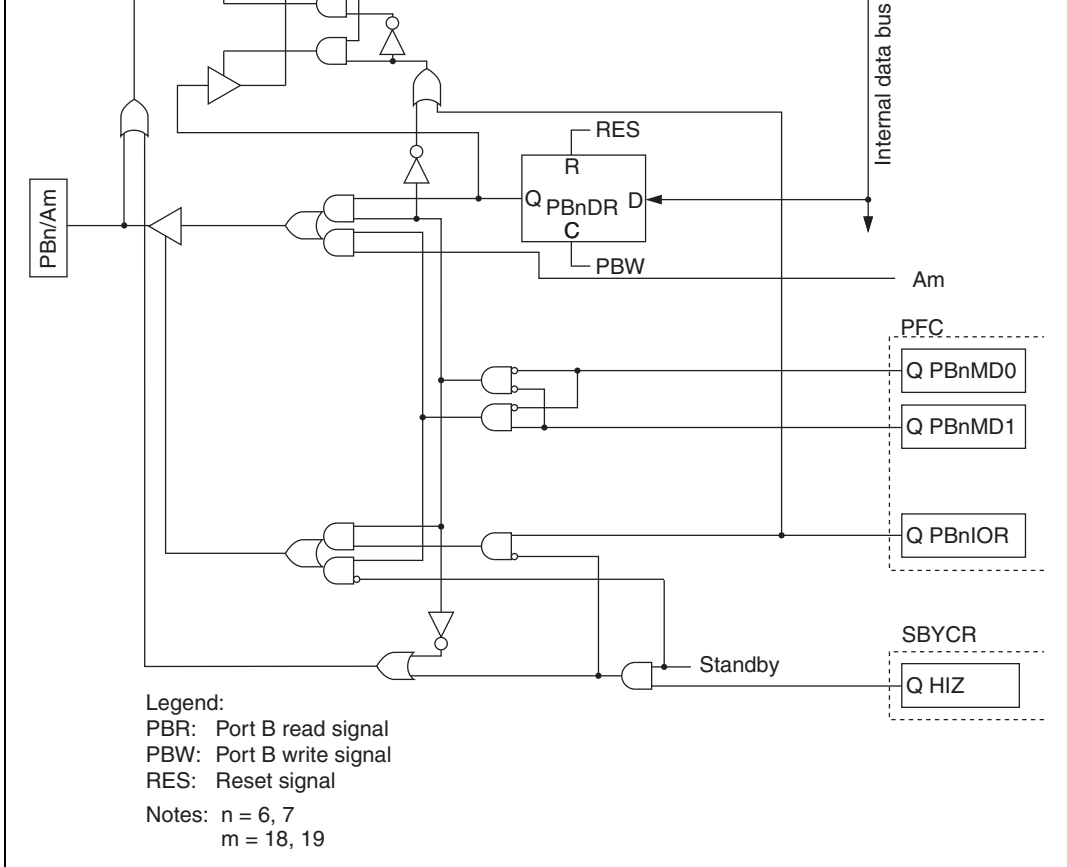 Internal data bus
RES
R
Q
PBnDR
D
C
PBW
PBn/Am
Am
PFC
Q PBnMD0
Q PBnMD1
Q PBnIOR
SBYCR
Standby
Q HIZ
Legend:
PBR: Port B read signal
PBW: Port B write signal
RES: Reset signal
Notes: n = 6, 7
m = 18, 19